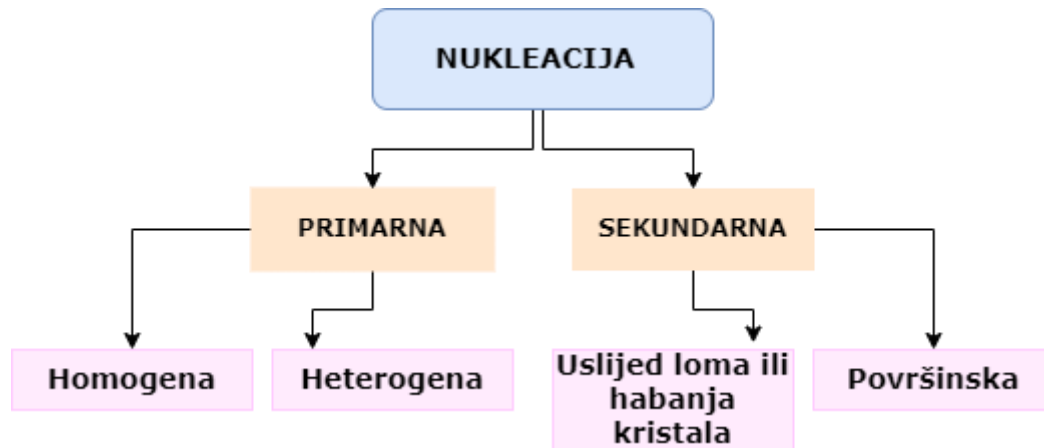 NUKLEACIJA
PRIMARNA
SEKUNDARNA
Homogena
Heterogena
Uslijed loma ili
habanja
kristala
Površinska